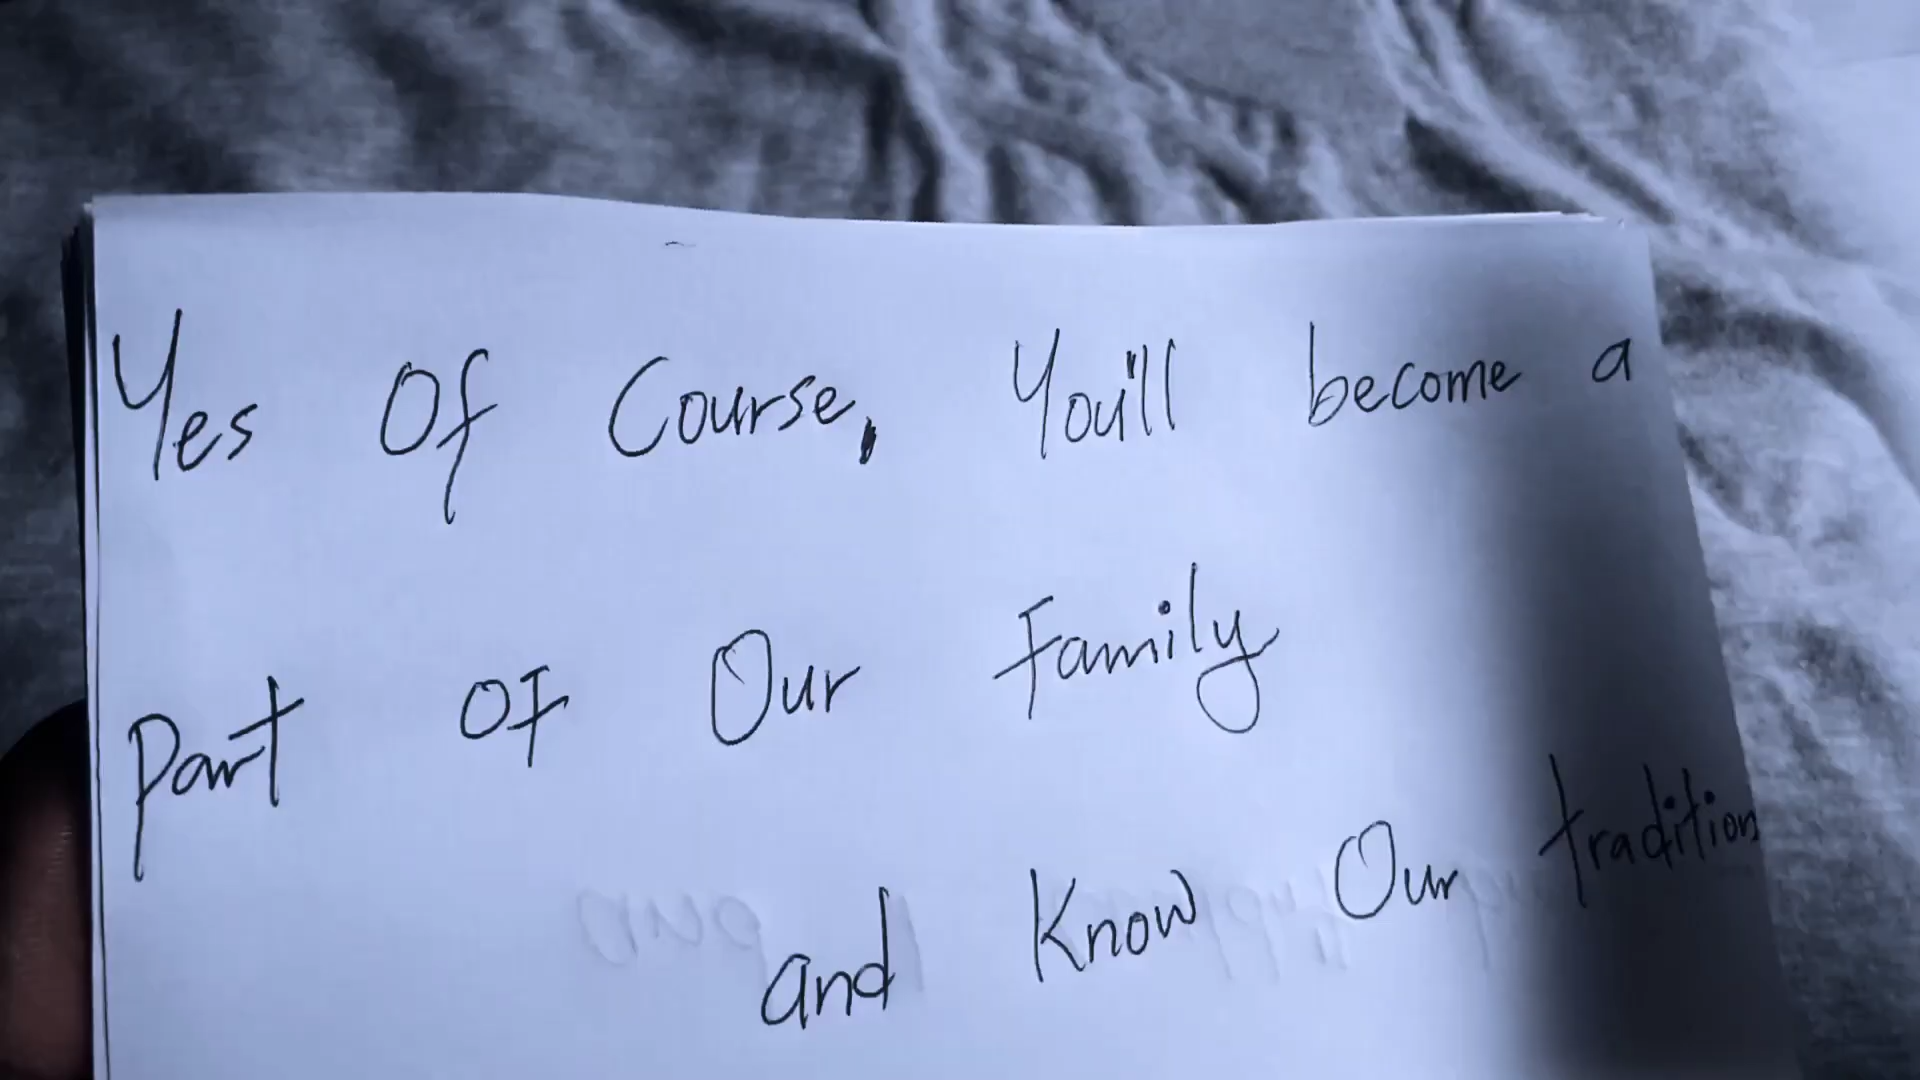 Yes Of Course, You'll become a
Part OF Our Family
and Know Our tradition